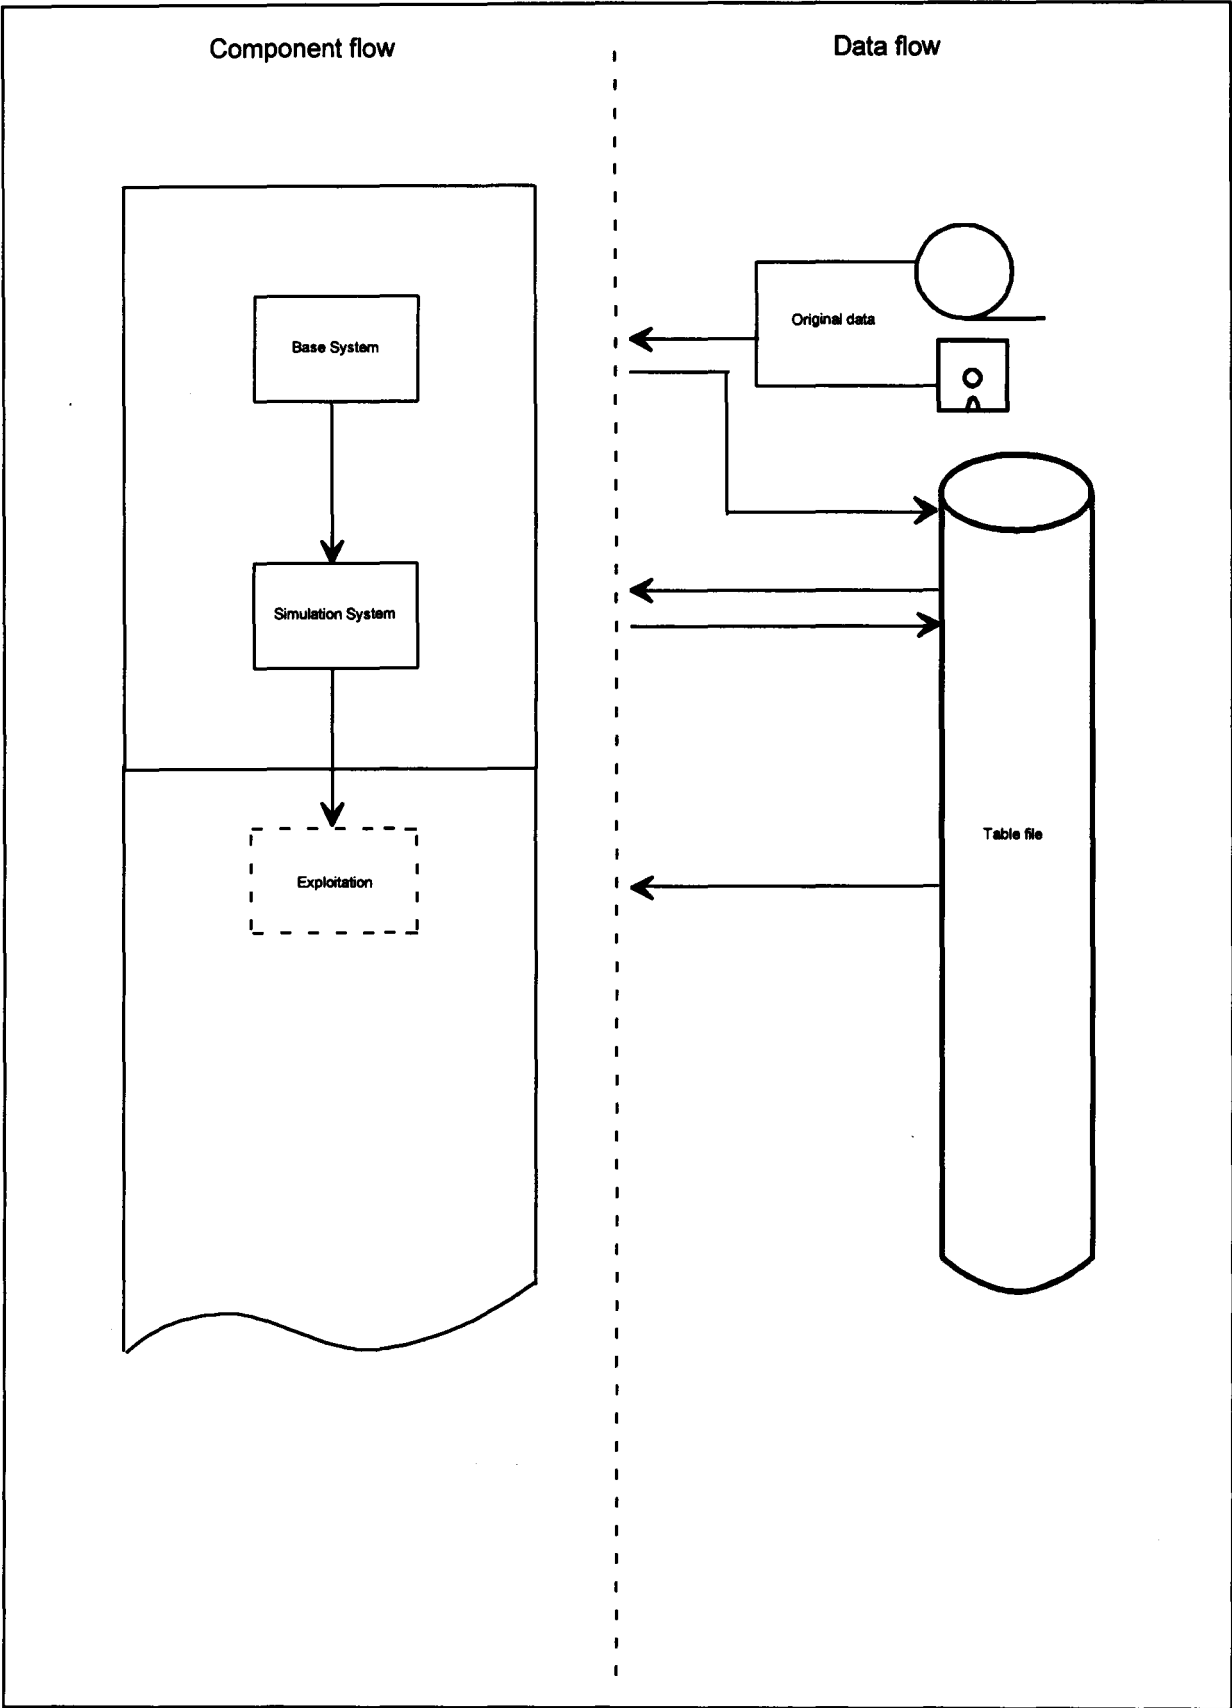 Component flow
Data flow
Original data
Base System
Simulation System
Table file
Exploitation